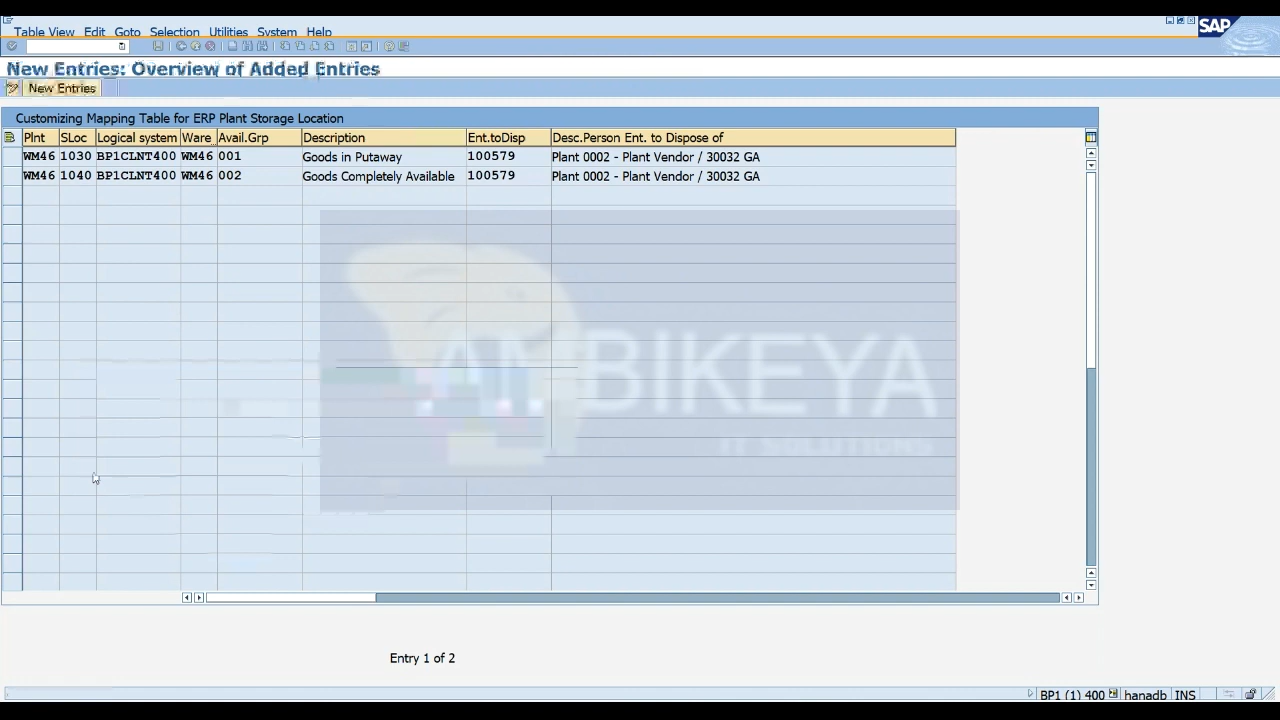 Table View Edit Goto Selection Utilities System Help
SAP
New Entries: Overview of Added Entries
New Entries
Customizing Mapping Table for ERP Plant Storage Location
Plnt SLoc Logical system Ware.. Avail.Grp Description Ent.toDisp Desc.Person Ent. to Dispose of
WM46 1030 BP1CLNT400 WM46 001 Goods in Putaway 100579 Plant 0002 - Plant Vendor / 30032 GA
WM46 1040 BP1CLNT400 WM46 002 Goods Completely Available 100579 Plant 0002 - Plant Vendor / 30032 GA
AMBIKEYA
IT SOLUTIONS
Entry 1 of 2
BP1 (1) 400 hanadb INS